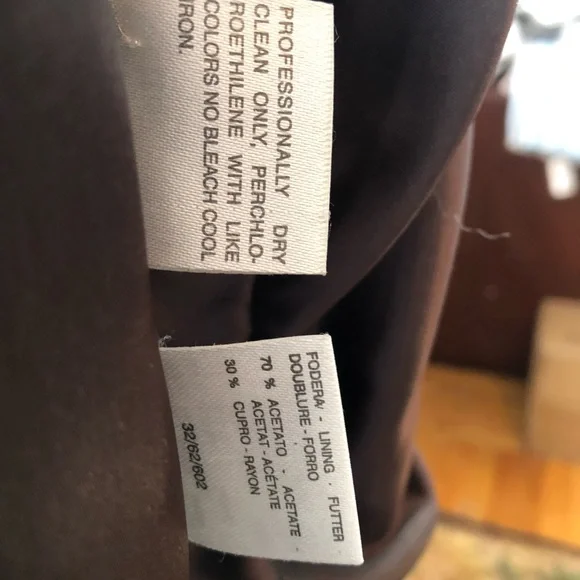 PROFESSIONALLY DRY
CLEAN ONLY, PERCHLO-
ROETHILENE WITH LIKE
COLORS NO BLEACH COOL
IRON.
FODERA - LINING - FUTTER -
DOUBLURE - FORRO
70 % ACETATO - ACETATE -
ACETAT - ACÉTATE
30 % CUPRO - RAYON
32/62/602